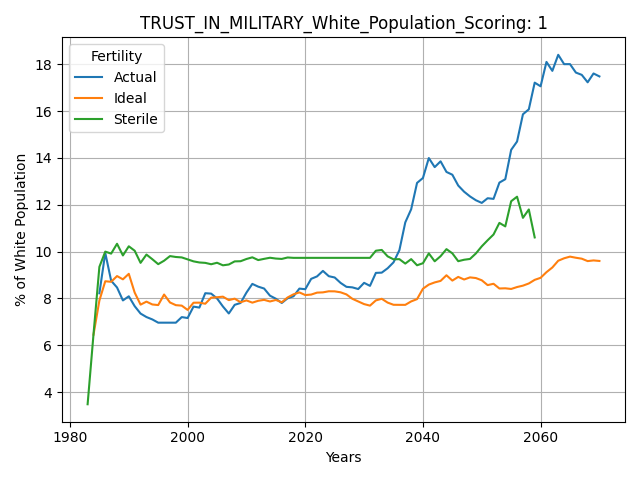 TRUST_IN_MILITARY_White_Population_Scoring: 1
Fertility
Actual
Ideal
Sterile
% of White Population
18
16
14
12
10
8
6
4
1980
2000
2020
2040
2060
Years